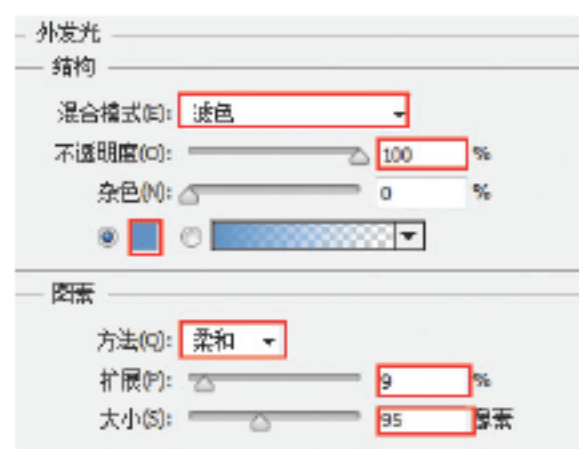 外发光
结构
混合模式(E): 滤色
不透明度(O): 100 %
杂色(N): 0 %
图素
方法(Q): 柔和
扩展(P): 9 %
大小(S): 95 像素